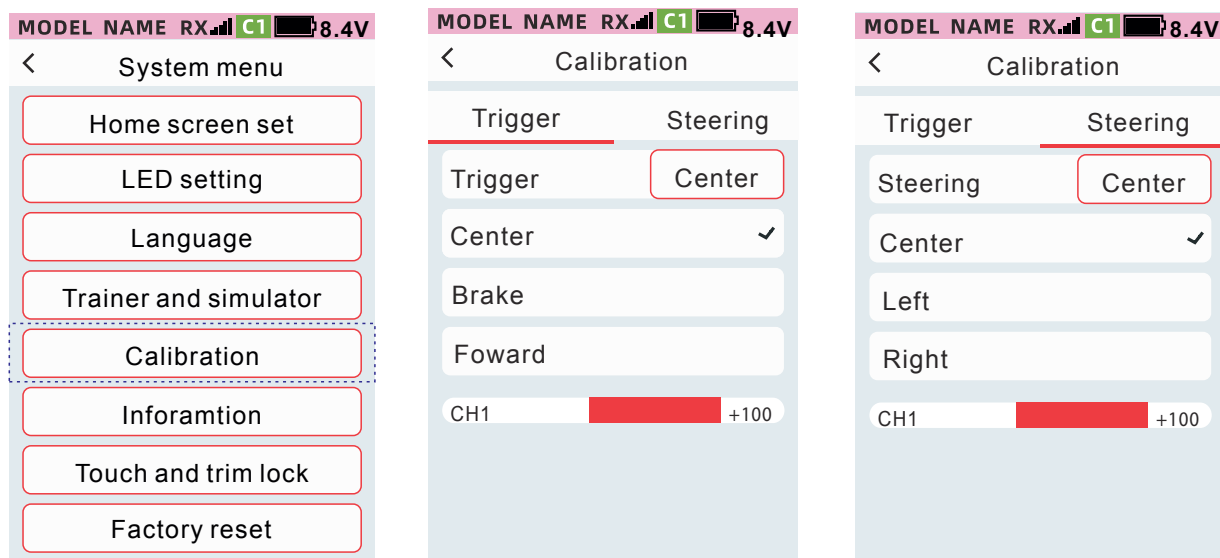 MODEL NAME RX C1 8.4V
System menu
Home screen set
LED setting
Language
Trainer and simulator
Calibration
Inforamtion
Touch and trim lock
Factory reset
MODEL NAME RX C1 8.4V
Calibration
Trigger Steering
Trigger Center
Center
Brake
Foward
CH1 +100
MODEL NAME RX C1 8.4V
Calibration
Trigger Steering
Steering Center
Center
Left
Right
CH1 +100